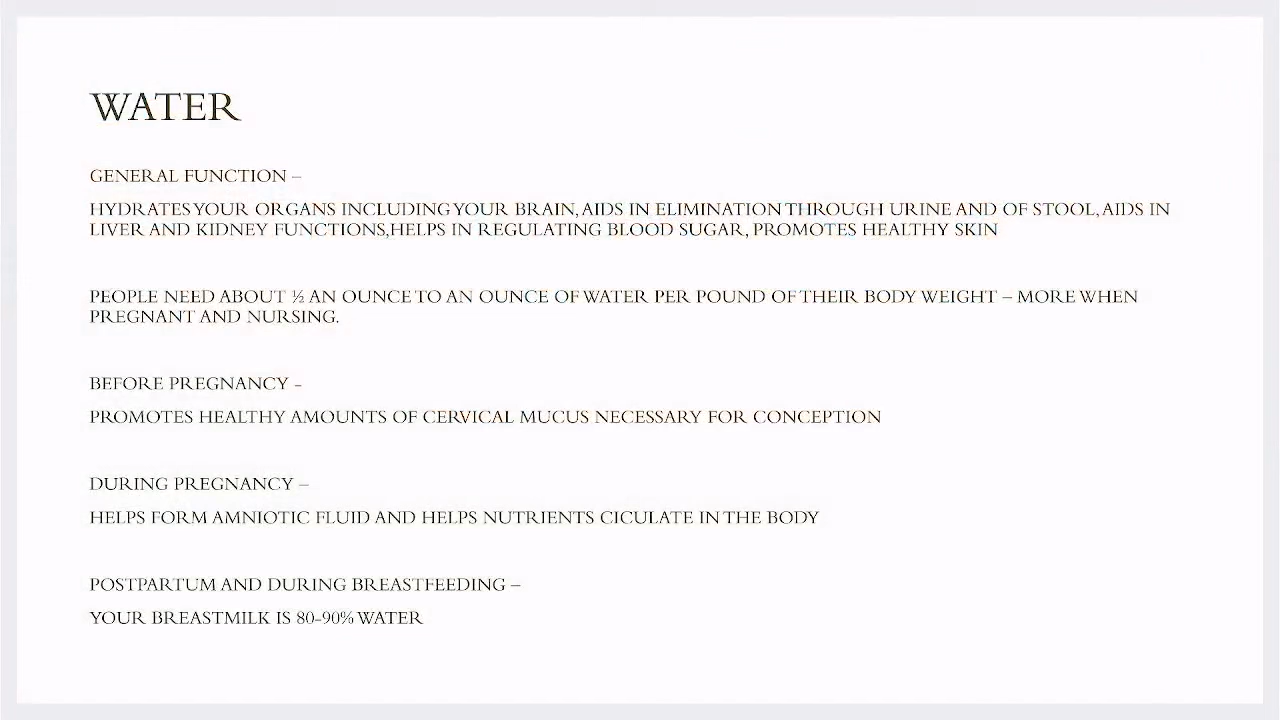 WATER
GENERAL FUNCTION –
HYDRATES YOUR ORGANS INCLUDING YOUR BRAIN, AIDS IN ELIMINATION THROUGH URINE AND OF STOOL, AIDS IN
LIVER AND KIDNEY FUNCTIONS,HELPS IN REGULATING BLOOD SUGAR, PROMOTES HEALTHY SKIN
PEOPLE NEED ABOUT ½ AN OUNCE TO AN OUNCE OF WATER PER POUND OF THEIR BODY WEIGHT – MORE WHEN
PREGNANT AND NURSING.
BEFORE PREGNANCY -
PROMOTES HEALTHY AMOUNTS OF CERVICAL MUCUS NECESSARY FOR CONCEPTION
DURING PREGNANCY –
HELPS FORM AMNIOTIC FLUID AND HELPS NUTRIENTS CICULATE IN THE BODY
POSTPARTUM AND DURING BREASTFEEDING –
YOUR BREASTMILK IS 80-90% WATER